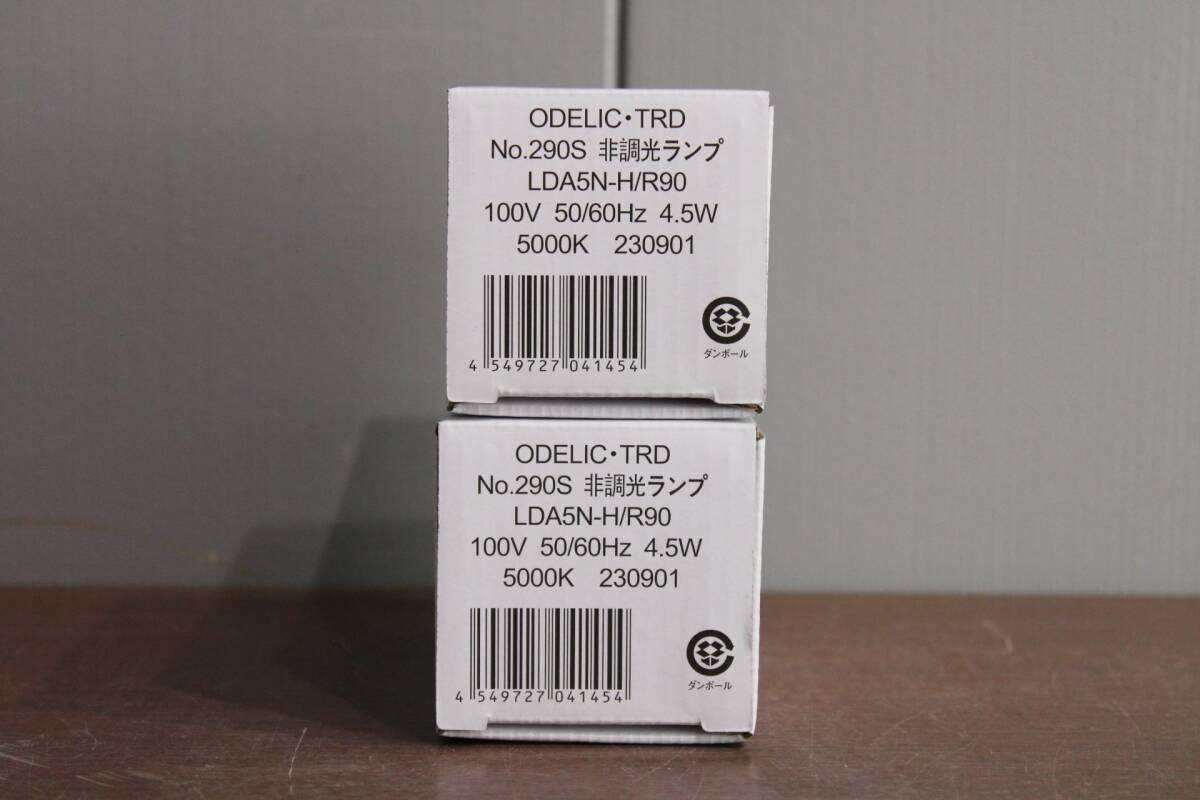 ODELIC・TRD
No.290S 非調光ランプ
LDA5N-H/R90
100V 50/60Hz 4.5W
5000K 230901
4 549727 041454
ダンボール
ODELIC・TRD
No.290S 非調光ランプ
LDA5N-H/R90
100V 50/60Hz 4.5W
5000K 230901
4 549727 041454
ダンボール